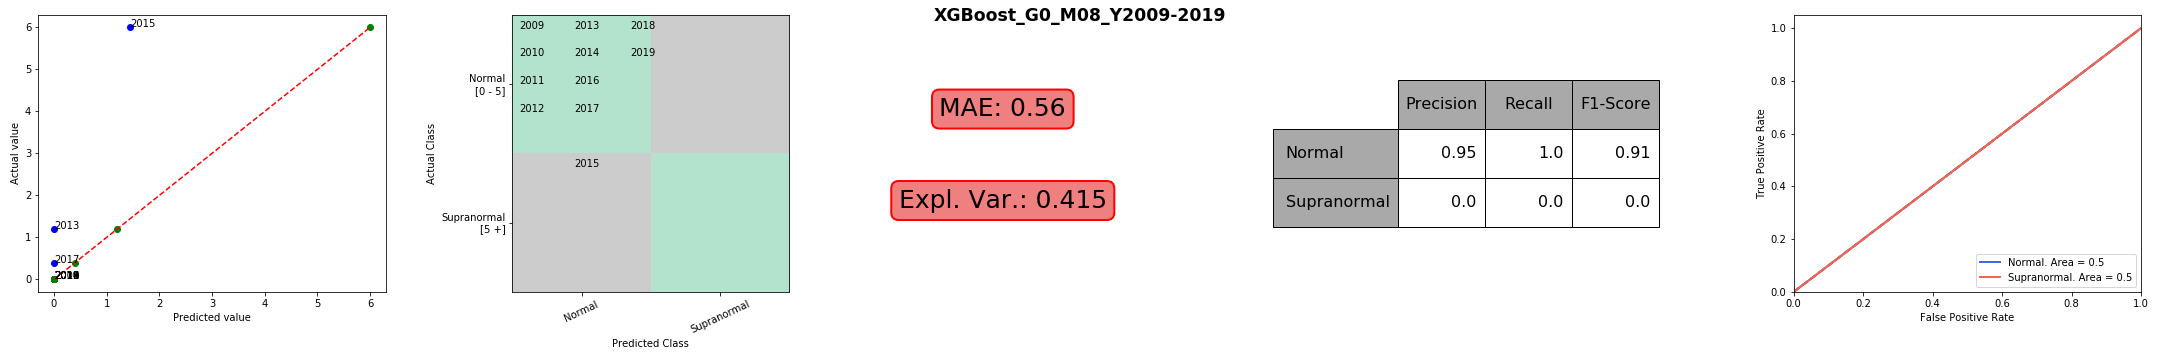 XGBoost_G0_M08_Y2009-2019
6
5
4
3
2
1
0
Actual value
2015
2013
2017
0 1 2 3 4 5 6
Predicted value
Actual Class
Normal
[0 - 5]
Supranormal
[5 +]
2009 2013 2018
2010 2014 2019
2011 2016
2012 2017
2015
Normal Supranormal
Predicted Class
MAE: 0.56
Expl. Var.: 0.415
Precision Recall F1-Score
Normal 0.95 1.0 0.91
Supranormal 0.0 0.0 0.0
1.0
0.8
0.6
0.4
0.2
0.0
True Positive Rate
Normal. Area = 0.5
Supranormal. Area = 0.5
0.0 0.2 0.4 0.6 0.8 1.0
False Positive Rate